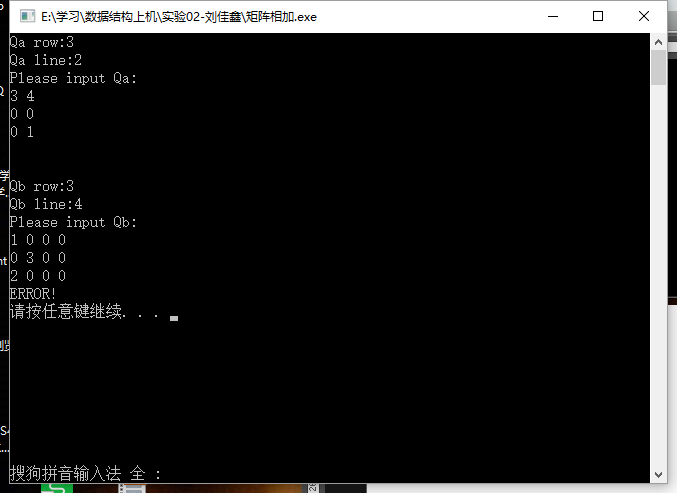 E:\学习\数据结构上机\实验02-刘佳鑫\矩阵相加.exe
Qa row:3
Qa line:2
Please input Qa:
3 4
0 0
0 1
Qb row:3
Qb line:4
Please input Qb:
1 0 0 0
0 3 0 0
2 0 0 0
ERROR!
请按任意键继续. . .
搜狗拼音输入法 全 :